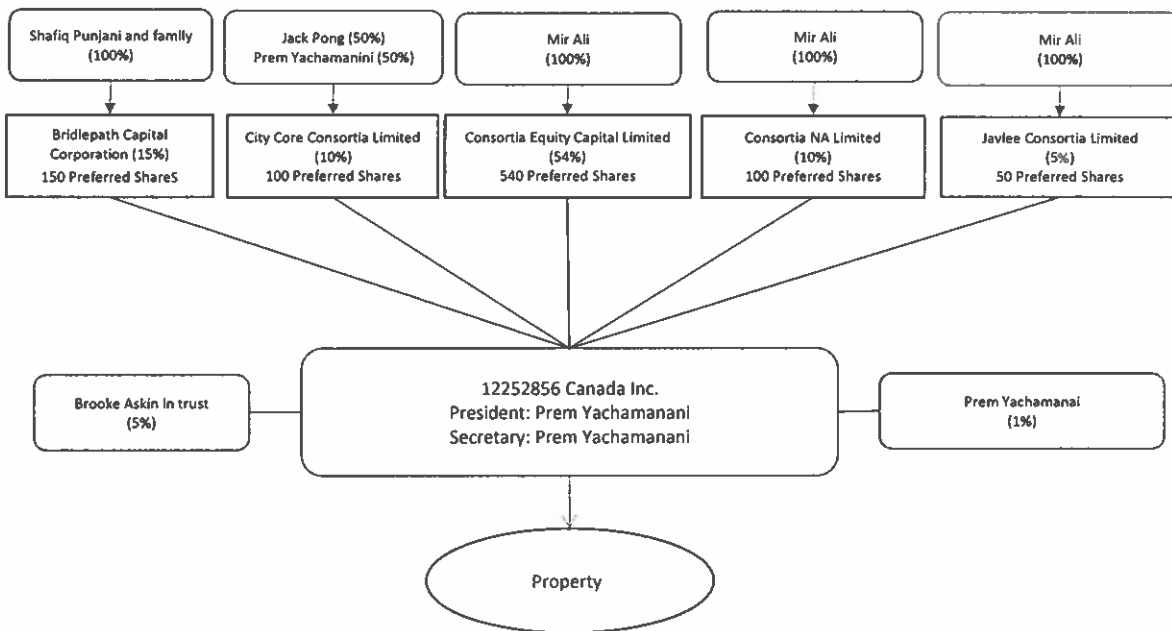 Shafiq Punjani and family
(100%)
Jack Pong (50%)
Prem Yachamanini (50%)
Mir Ali
(100%)
Mir Ali
(100%)
Mir Ali
(100%)
Bridlepath Capital
Corporation (15%)
150 Preferred ShareS
City Core Consortia Limited
(10%)
100 Preferred Shares
Consortia Equity Capital Limited
(54%)
540 Preferred Shares
Consortia NA Limited
(10%)
100 Preferred Shares
Javlee Consortia Limited
(5%)
50 Preferred Shares
Brooke Askin In trust
(5%)
12252856 Canada Inc.
President: Prem Yachamanani
Secretary: Prem Yachamanani
Prem Yachamanai
(1%)
Property